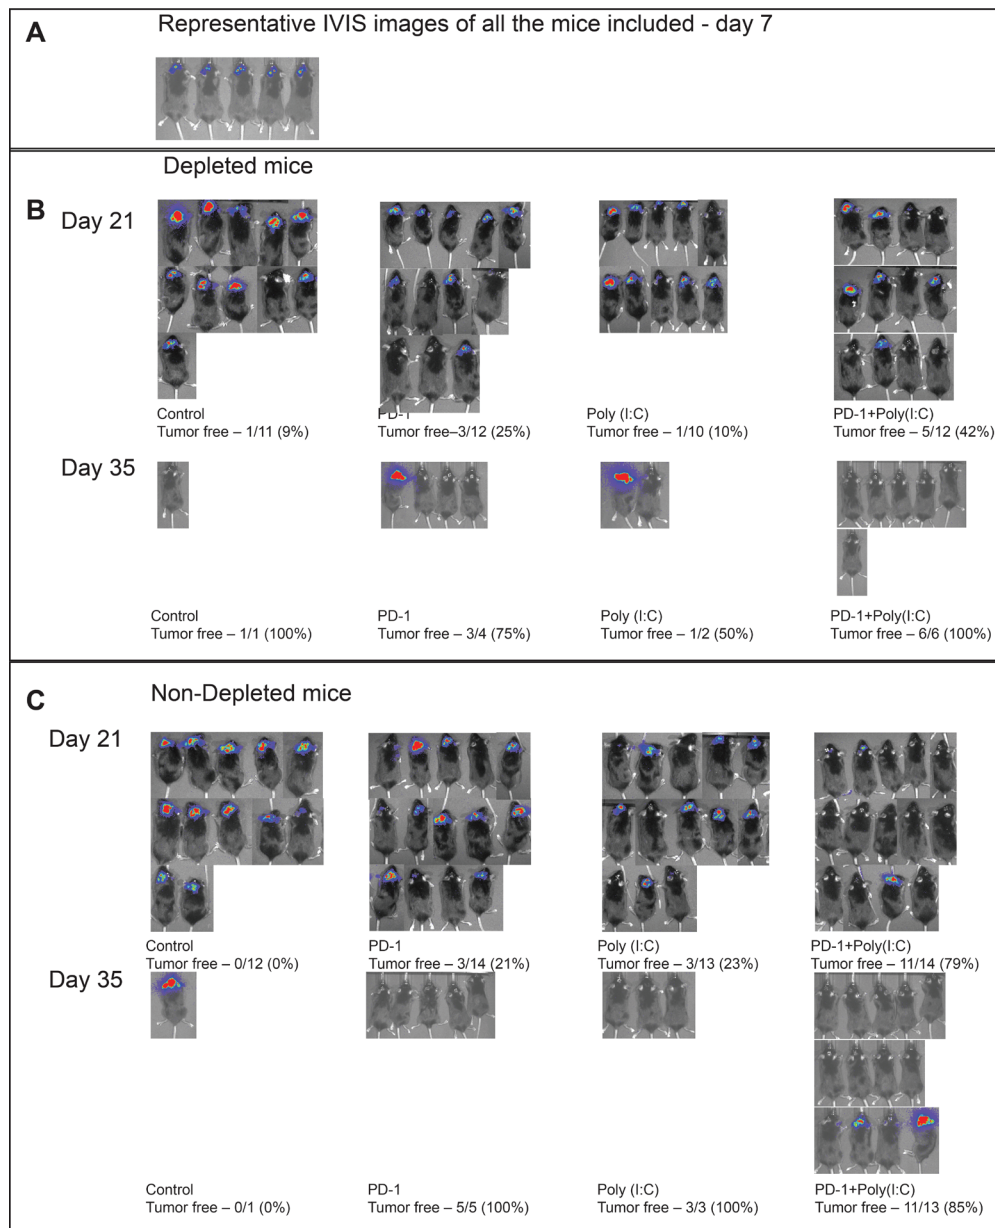 A
Representative IVIS images of all the mice included - day 7
Depleted mice
B
Day 21
Control
Tumor free – 1/11 (9%)
PD-1
Tumor free–3/12 (25%)
Poly (I:C)
Tumor free – 1/10 (10%)
PD-1+Poly(I:C)
Tumor free – 5/12 (42%)
Day 35
Control
Tumor free – 1/1 (100%)
PD-1
Tumor free – 3/4 (75%)
Poly (I:C)
Tumor free – 1/2 (50%)
PD-1+Poly(I:C)
Tumor free – 6/6 (100%)
C
Non-Depleted mice
Day 21
Control
Tumor free – 0/12 (0%)
PD-1
Tumor free – 3/14 (21%)
Poly (I:C)
Tumor free – 3/13 (23%)
PD-1+Poly(I:C)
Tumor free – 11/14 (79%)
Day 35
Control
Tumor free – 0/1 (0%)
PD-1
Tumor free – 5/5 (100%)
Poly (I:C)
Tumor free – 3/3 (100%)
PD-1+Poly(I:C)
Tumor free – 11/13 (85%)